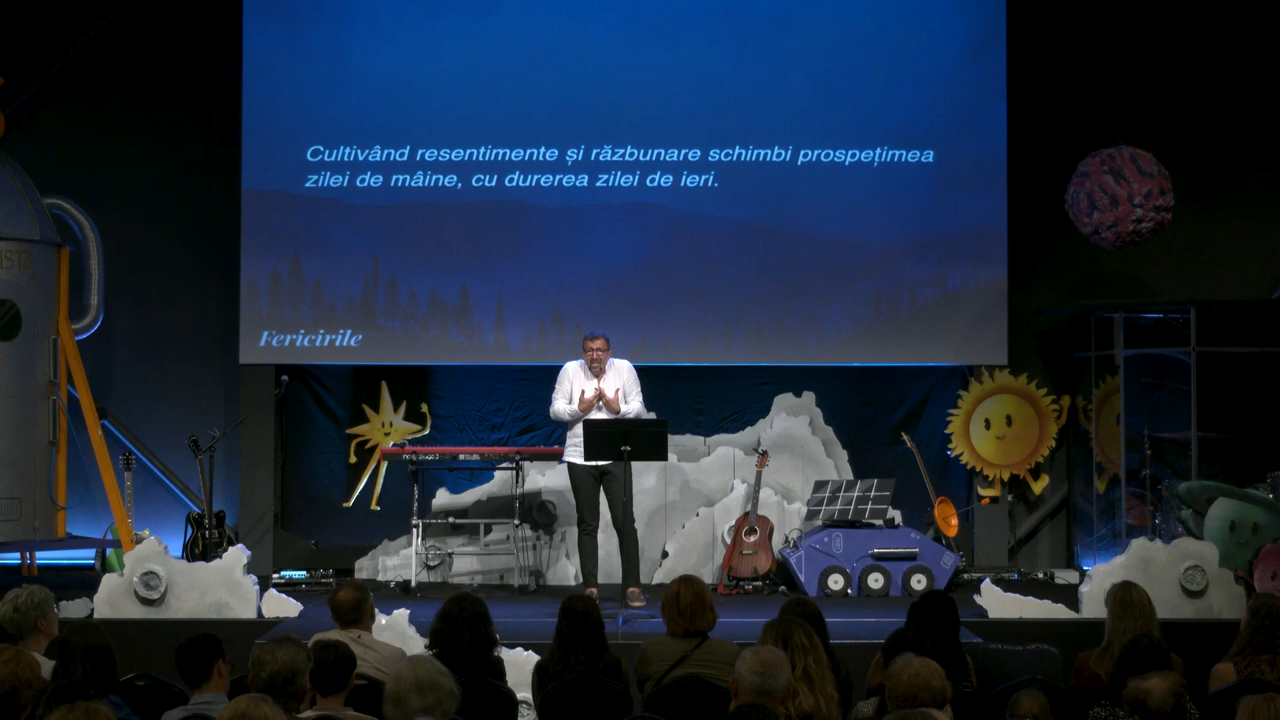 Cultivând resentimente și răzbunare schimbi prospețimea
zilei de mâine, cu durerea zilei de ieri.
Fericirile